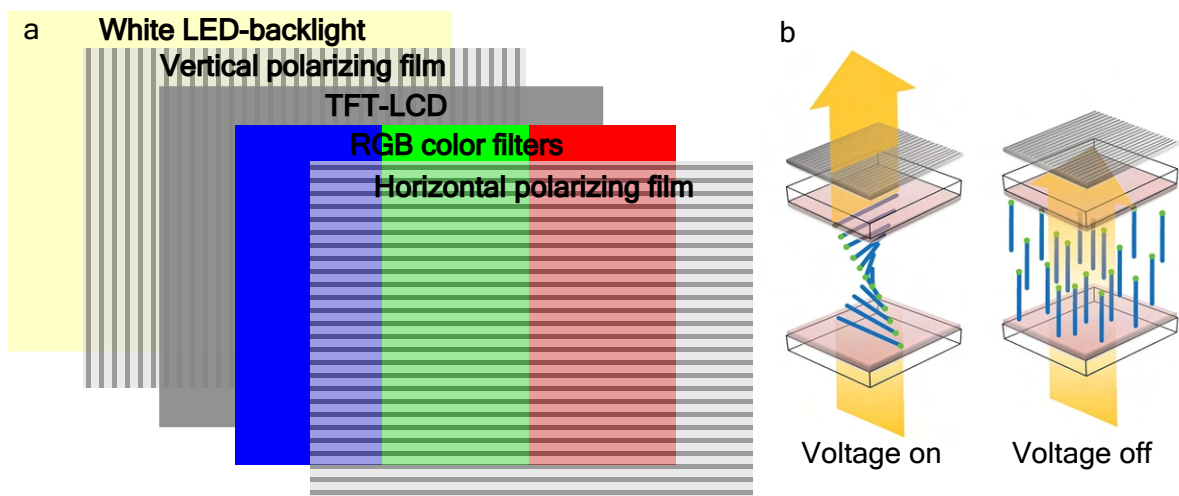 a
White LED-backlight
Vertical polarizing film
TFT-LCD
RGB color filters
Horizontal polarizing film
b
Voltage on
Voltage off